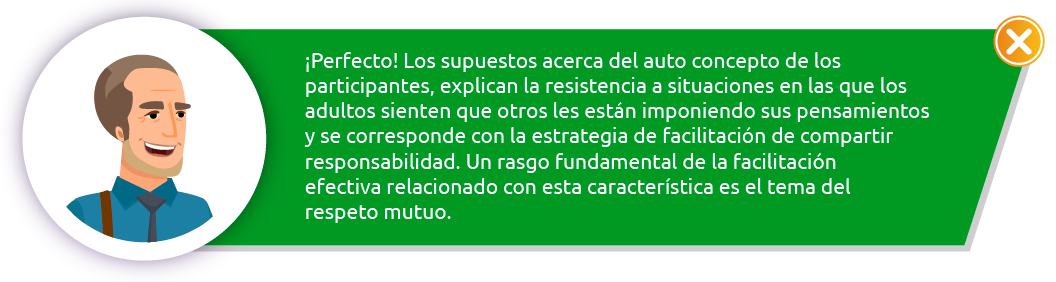 ¡Perfecto! Los supuestos acerca del auto concepto de los
participantes, explican la resistencia a situaciones en las que los
adultos sienten que otros les están imponiendo sus pensamientos
y se corresponde con la estrategia de facilitación de compartir
responsabilidad. Un rasgo fundamental de la facilitación
efectiva relacionado con esta característica es el tema del
respeto mutuo.